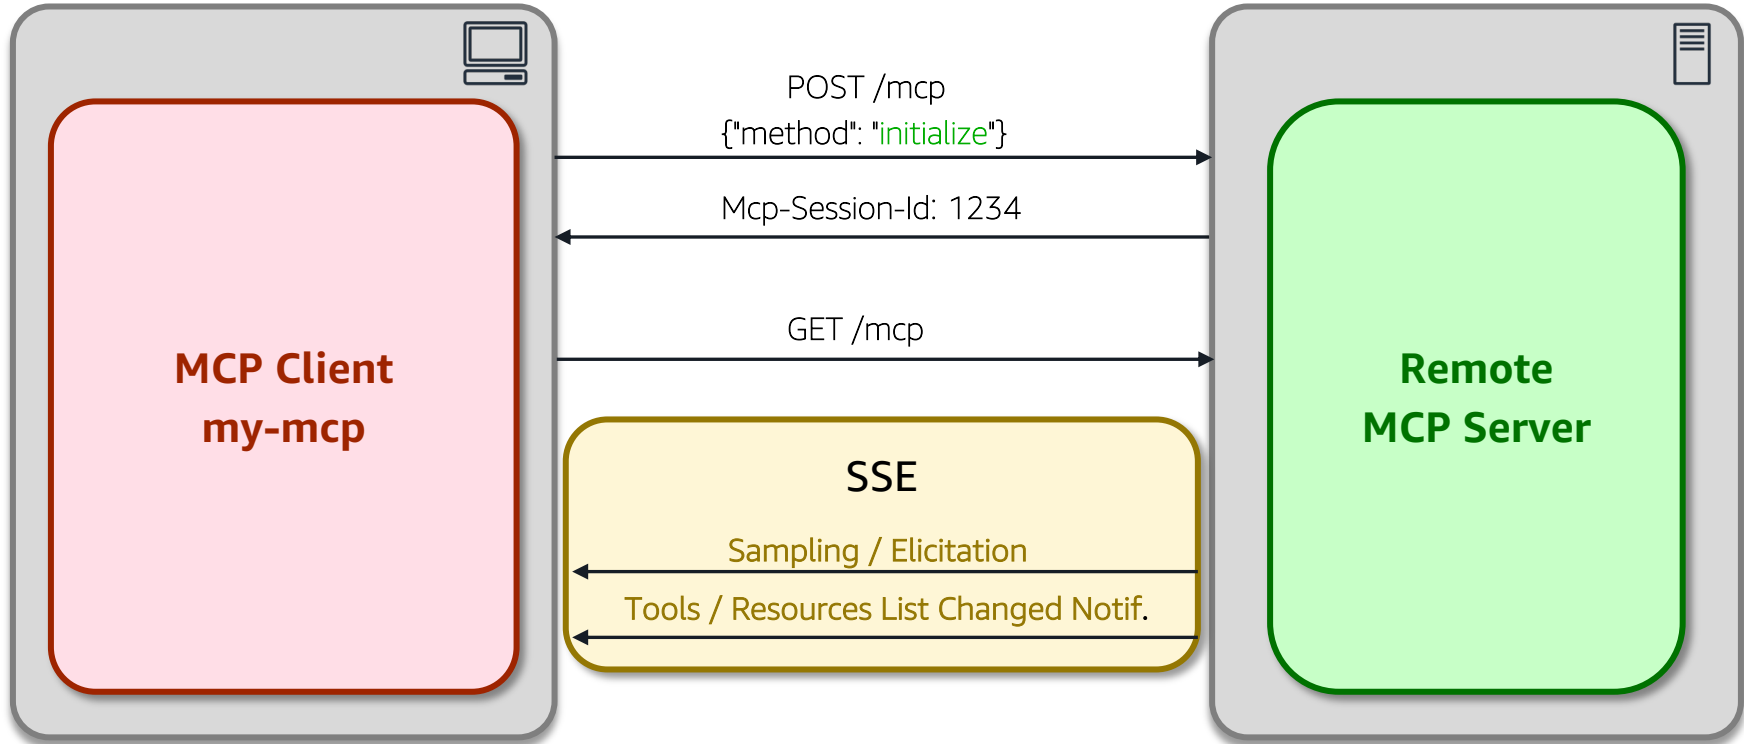 POST /mcp
{"method": "initialize"}
Mcp-Session-Id: 1234
GET /mcp
MCP Client
my-mcp
Remote
MCP Server
SSE
Sampling / Elicitation
Tools / Resources List Changed Notif.